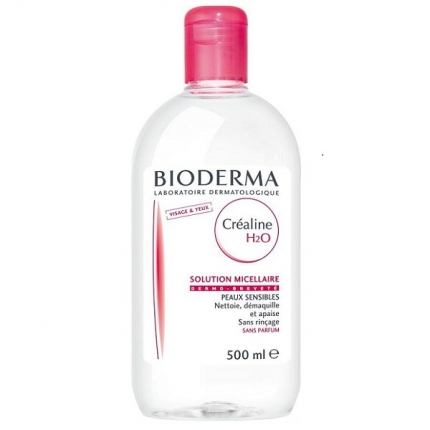 BIODERMA
LABORATOIRE DERMATOLOGIQUE
VISAGE & YEUX
Créaline
H2O
SOLUTION MICELLAIRE
DERMO-BREVETÉ
PEAUX SENSIBLES
Nettoie, démaquille
et apaise
Sans rinçage
SANS PARFUM
500 ml e